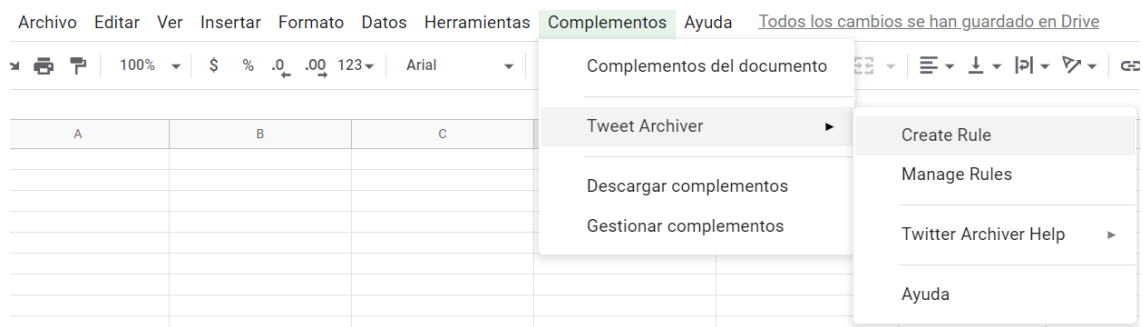 Archivo Editar Ver Insertar Formato Datos Herramientas Complementos Ayuda Todos los cambios se han guardado en Drive
100% $ % .0 .00 123 Arial
Complementos del documento
A B C
Tweet Archiver
Create Rule
Manage Rules
Descargar complementos
Gestionar complementos
Twitter Archiver Help
Ayuda